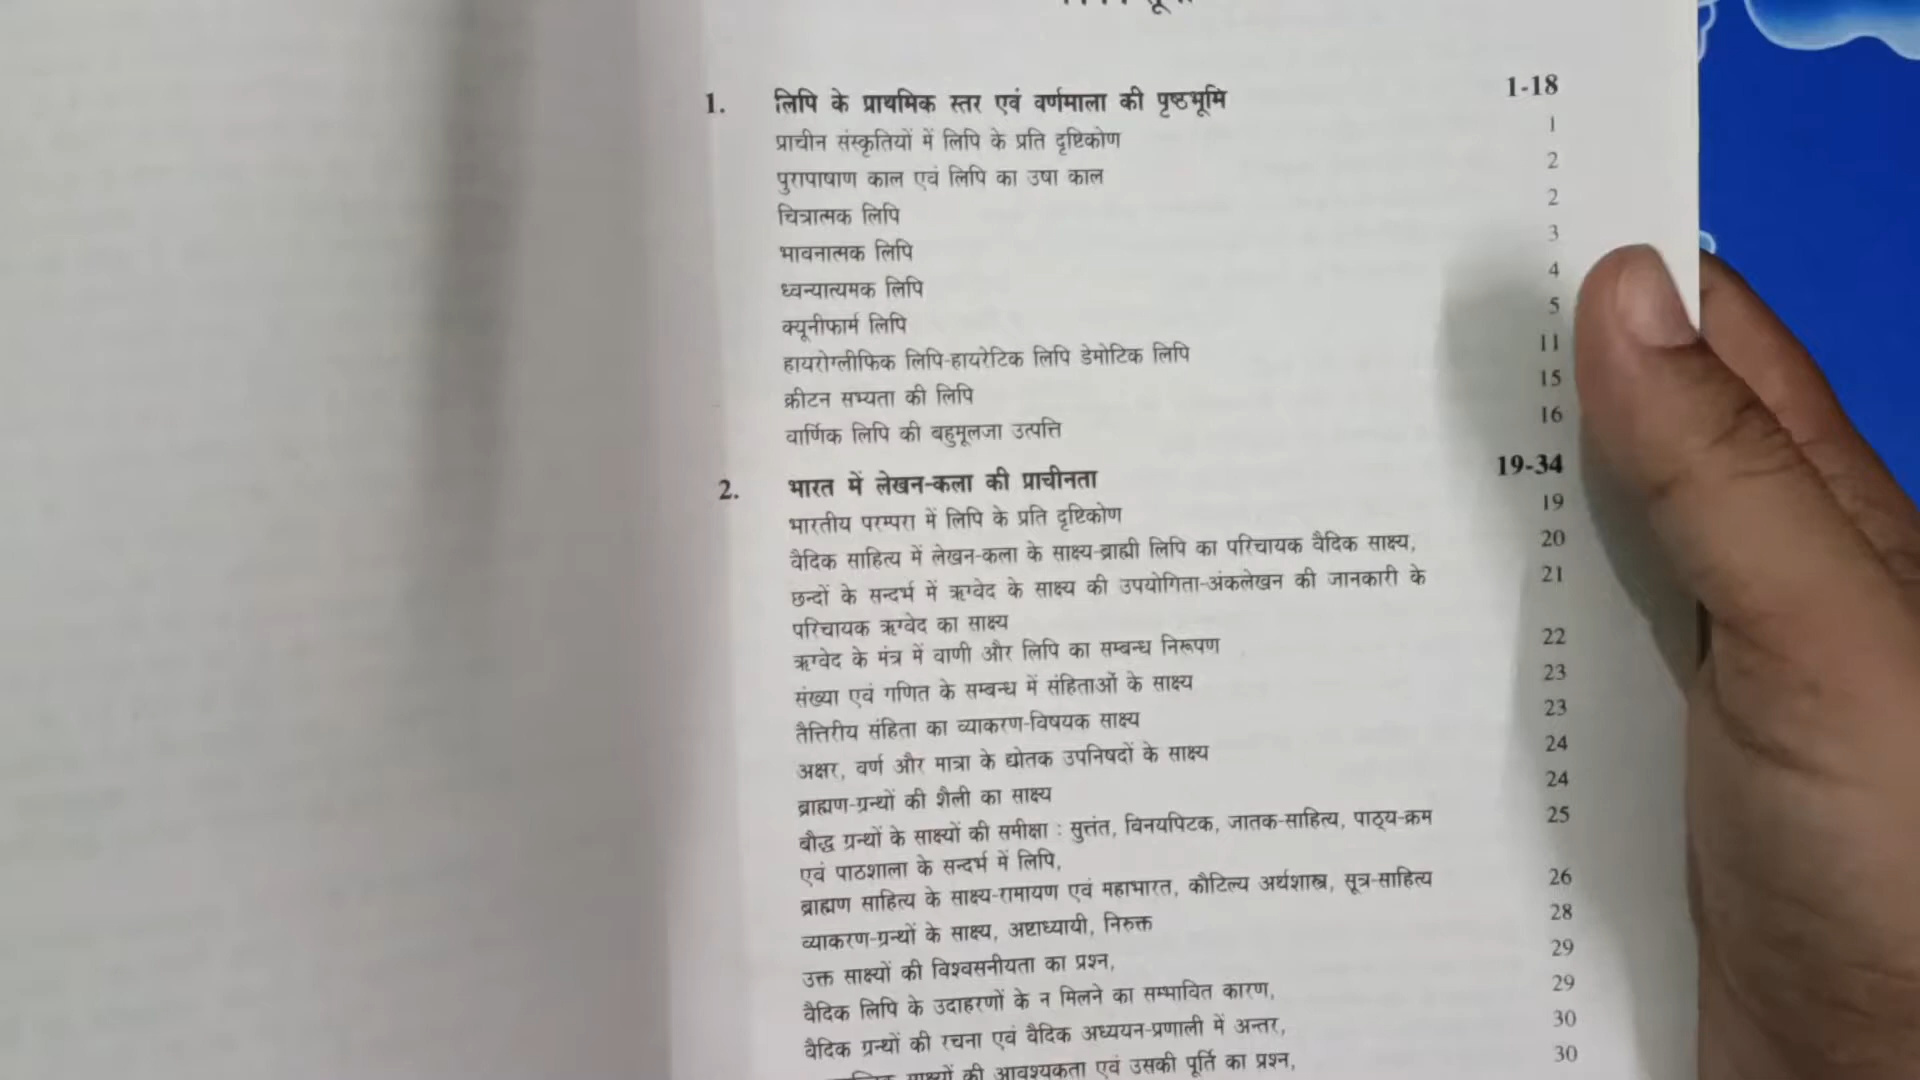 1. लिपि के प्राथमिक स्तर एवं वर्णमाला की पृष्ठभूमि 1-18
प्राचीन संस्कृतियों में लिपि के प्रति दृष्टिकोण 1
पुरापाषाण काल एवं लिपि का उषा काल 2
चित्रात्मक लिपि 2
भावनात्मक लिपि 3
ध्वन्यात्यमक लिपि 4
क्यूनीफार्म लिपि 5
हायरोग्लीफिक लिपि-हायरेटिक लिपि डेमोटिक लिपि 11
क्रीटन सभ्यता की लिपि 15
वार्णिक लिपि की बहुमूलजा उत्पत्ति 16
2. भारत में लेखन-कला की प्राचीनता 19-34
भारतीय परम्परा में लिपि के प्रति दृष्टिकोण 19
वैदिक साहित्य में लेखन-कला के साक्ष्य-ब्राह्मी लिपि का परिचायक वैदिक साक्ष्य, 20
छन्दों के सन्दर्भ में ऋग्वेद के साक्ष्य की उपयोगिता-अंकलेखन की जानकारी के 21
परिचायक ऋग्वेद का साक्ष्य
ऋग्वेद के मंत्र में वाणी और लिपि का सम्बन्ध निरूपण 22
संख्या एवं गणित के सम्बन्ध में संहिताओं के साक्ष्य 23
तैत्तिरीय संहिता का व्याकरण-विषयक साक्ष्य 23
अक्षर, वर्ण और मात्रा के द्योतक उपनिषदों के साक्ष्य 24
ब्राह्मण-ग्रन्थों की शैली का साक्ष्य 24
बौद्ध ग्रन्थों के साक्ष्यों की समीक्षा : सुत्तंत, विनयपिटक, जातक-साहित्य, पाठ्य-क्रम 25
एवं पाठशाला के सन्दर्भ में लिपि,
ब्राह्मण साहित्य के साक्ष्य-रामायण एवं महाभारत, कौटिल्य अर्थशास्त्र, सूत्र-साहित्य 26
व्याकरण-ग्रन्थों के साक्ष्य, अष्टाध्यायी, निरुक्त 28
उक्त साक्ष्यों की विश्वसनीयता का प्रश्न, 29
वैदिक लिपि के उदाहरणों के न मिलने का सम्भावित कारण, 29
वैदिक ग्रन्थों की रचना एवं वैदिक अध्ययन-प्रणाली में अन्तर, 30
साक्ष्यों की आवश्यकता एवं उसकी पूर्ति का प्रश्न, 30